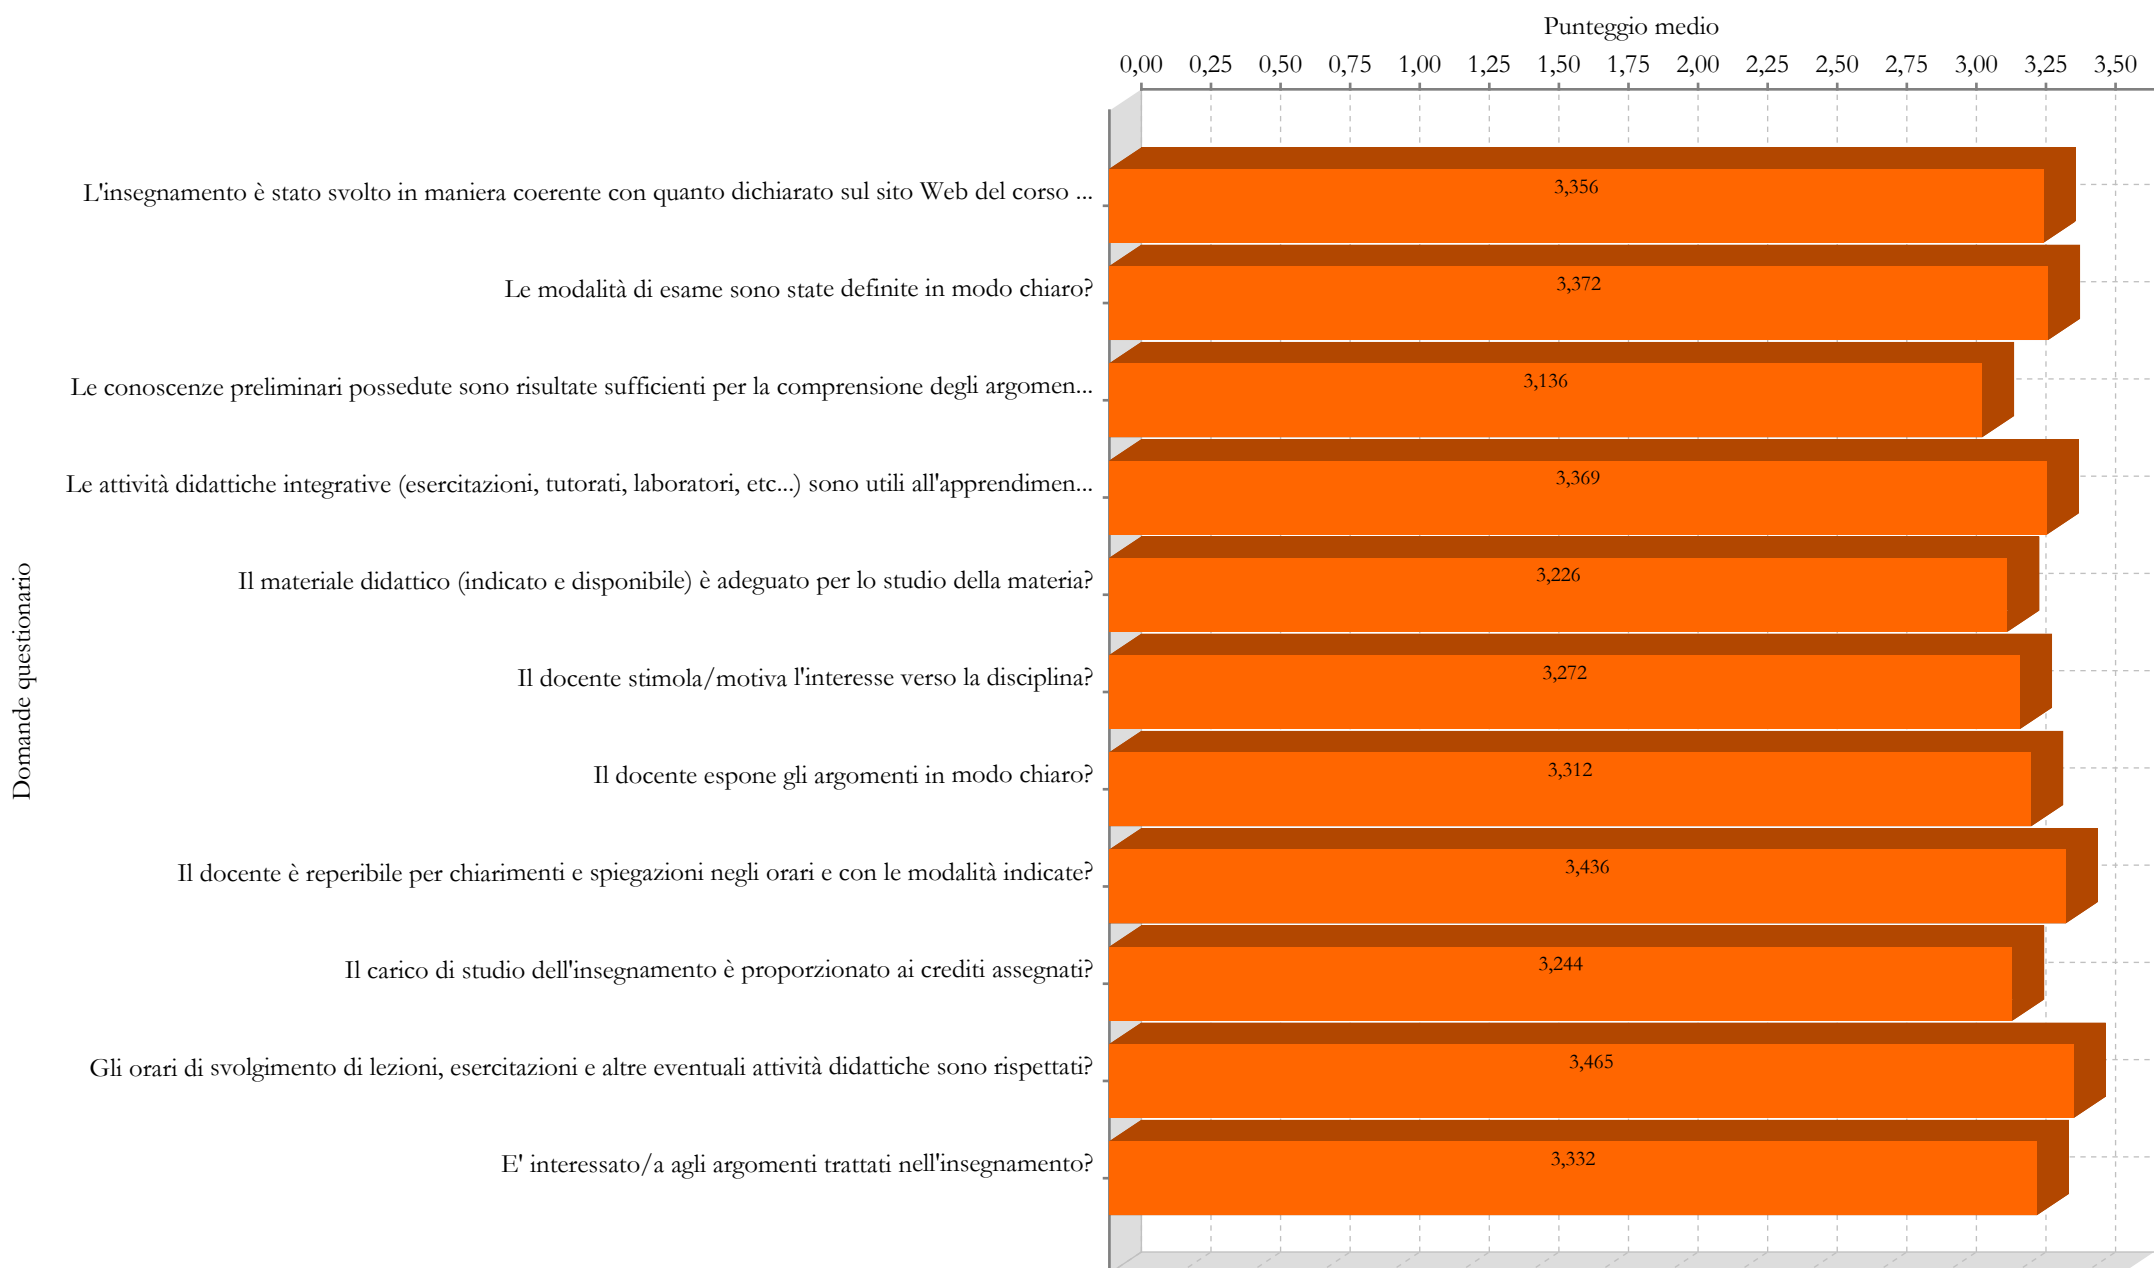 Punteggio medio
0,00 0,25 0,50 0,75 1,00 1,25 1,50 1,75 2,00 2,25 2,50 2,75 3,00 3,25 3,50
L'insegnamento è stato svolto in maniera coerente con quanto dichiarato sul sito Web del corso ... 3,356
Le modalità di esame sono state definite in modo chiaro? 3,372
Le conoscenze preliminari possedute sono risultate sufficienti per la comprensione degli argomen... 3,136
Le attività didattiche integrative (esercitazioni, tutorati, laboratori, etc...) sono utili all'apprendimen... 3,369
Il materiale didattico (indicato e disponibile) è adeguato per lo studio della materia? 3,226
Il docente stimola/motiva l'interesse verso la disciplina? 3,272
Il docente espone gli argomenti in modo chiaro? 3,312
Il docente è reperibile per chiarimenti e spiegazioni negli orari e con le modalità indicate? 3,436
Il carico di studio dell'insegnamento è proporzionato ai crediti assegnati? 3,244
Gli orari di svolgimento di lezioni, esercitazioni e altre eventuali attività didattiche sono rispettati? 3,465
E' interessato/a agli argomenti trattati nell'insegnamento? 3,332
Domande questionario